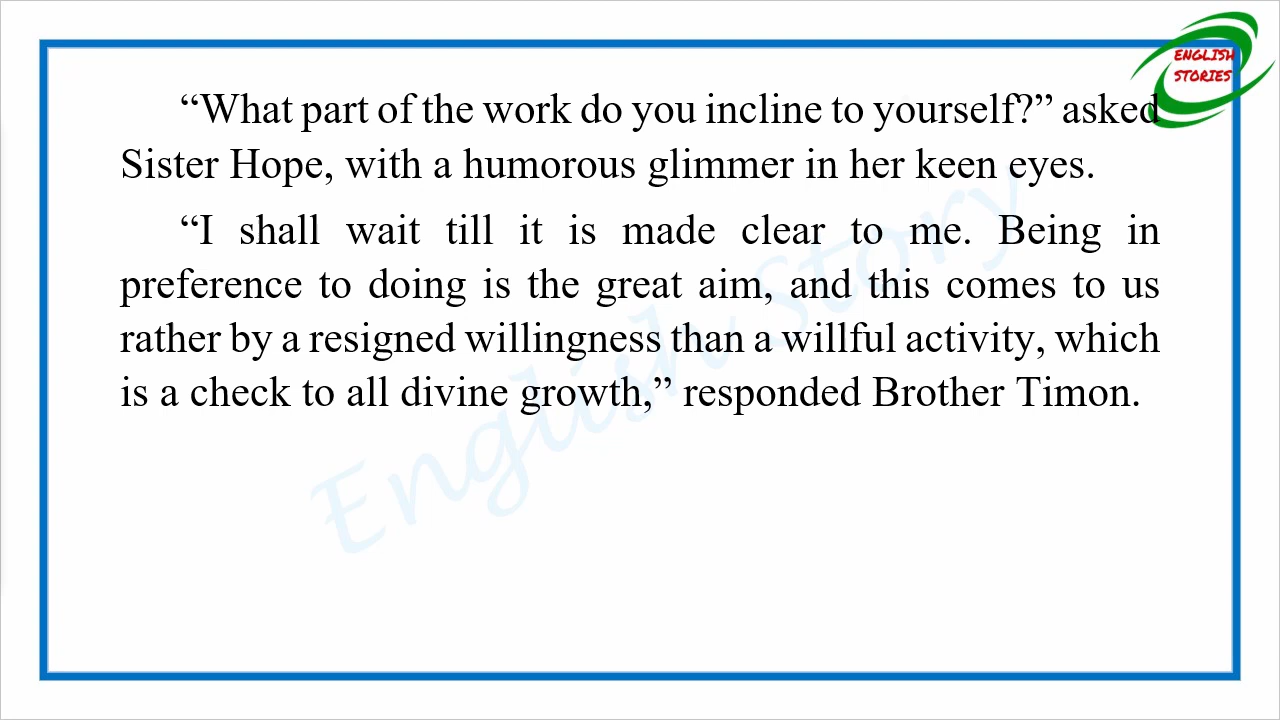 ENGLISH
STORIES
“What part of the work do you incline to yourself?” asked
Sister Hope, with a humorous glimmer in her keen eyes.
“I shall wait till it is made clear to me. Being in
preference to doing is the great aim, and this comes to us
rather by a resigned willingness than a willful activity, which
is a check to all divine growth,” responded Brother Timon.
English Story